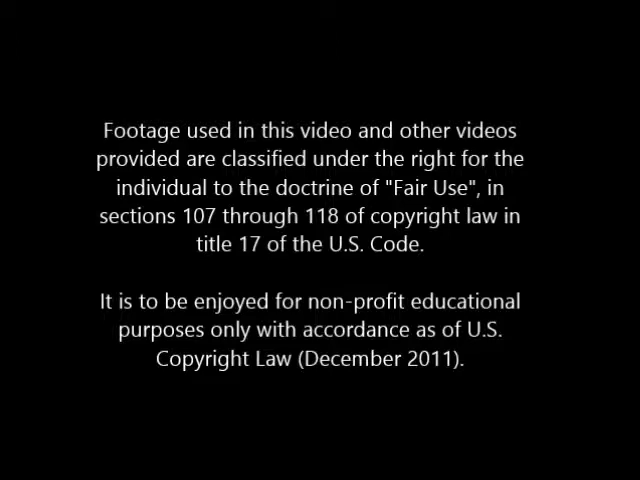 Footage used in this video and other videos
provided are classified under the right for the
individual to the doctrine of "Fair Use", in
sections 107 through 118 of copyright law in
title 17 of the U.S. Code.
It is to be enjoyed for non-profit educational
purposes only with accordance as of U.S.
Copyright Law (December 2011).